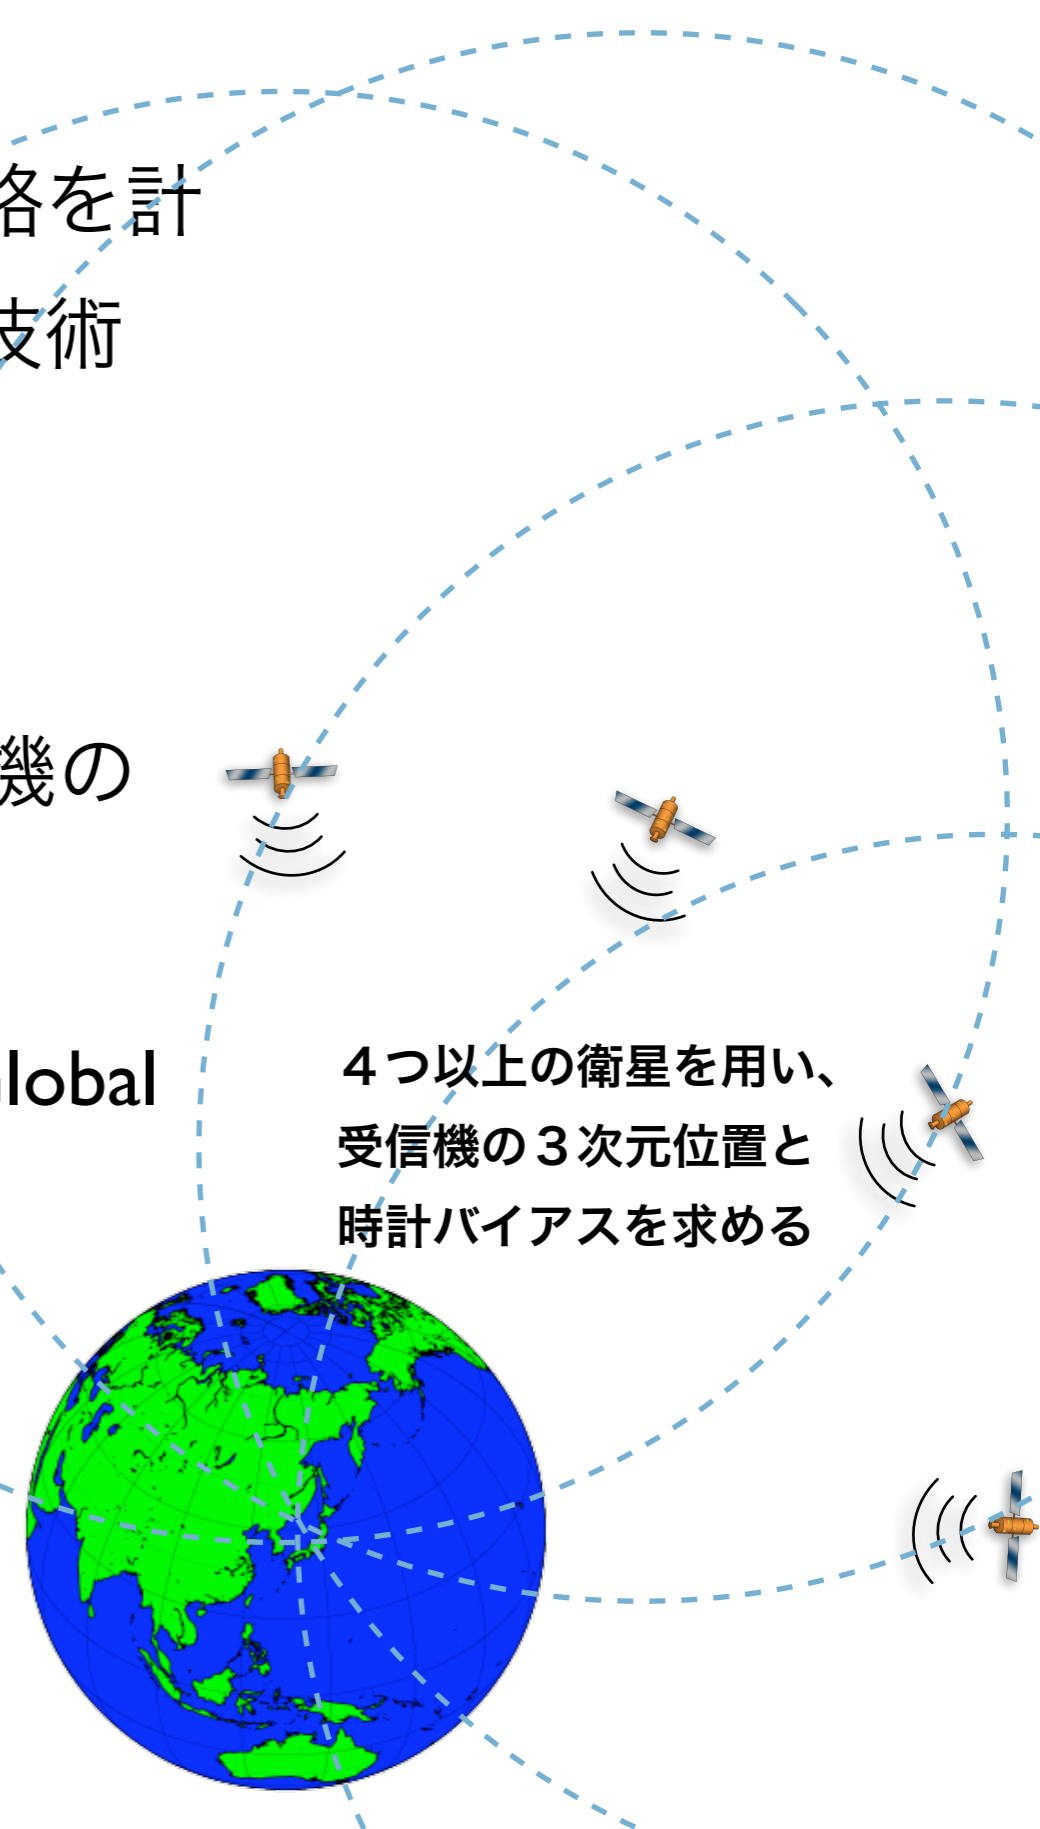 路を計
技術
機の
Global
４つ以上の衛星を用い、
受信機の３次元位置と
時計バイアスを求める